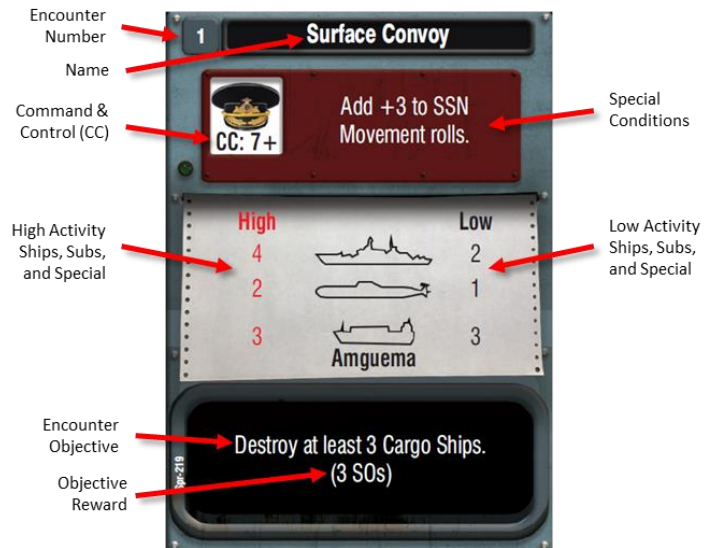 Encounter
Number
1
Surface Convoy
Name
Command &
Control (CC)
CC: 7+
Add +3 to SSN
Movement rolls.
Special
Conditions
High
Low
High Activity
Ships, Subs,
and Special
4
2
Low Activity
Ships, Subs,
and Special
2
1
3
3
Amguema
Encounter
Objective
Destroy at least 3 Cargo Ships.
(3 SOs)
Objective
Reward
Spr-219